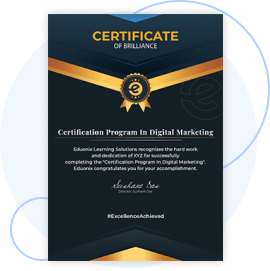 CERTIFICATE
OF BRILLIANCE
e
Certification Program In Digital Marketing
Eduonix Learning Solutions recognizes the hard work
and dedication of XYZ for successfully
completing the "Certification Program In Digital Marketing".
Eduonix congratulates you for your accomplishment.
Sushant Das
Director, Sushant Das
#ExcellenceAchieved